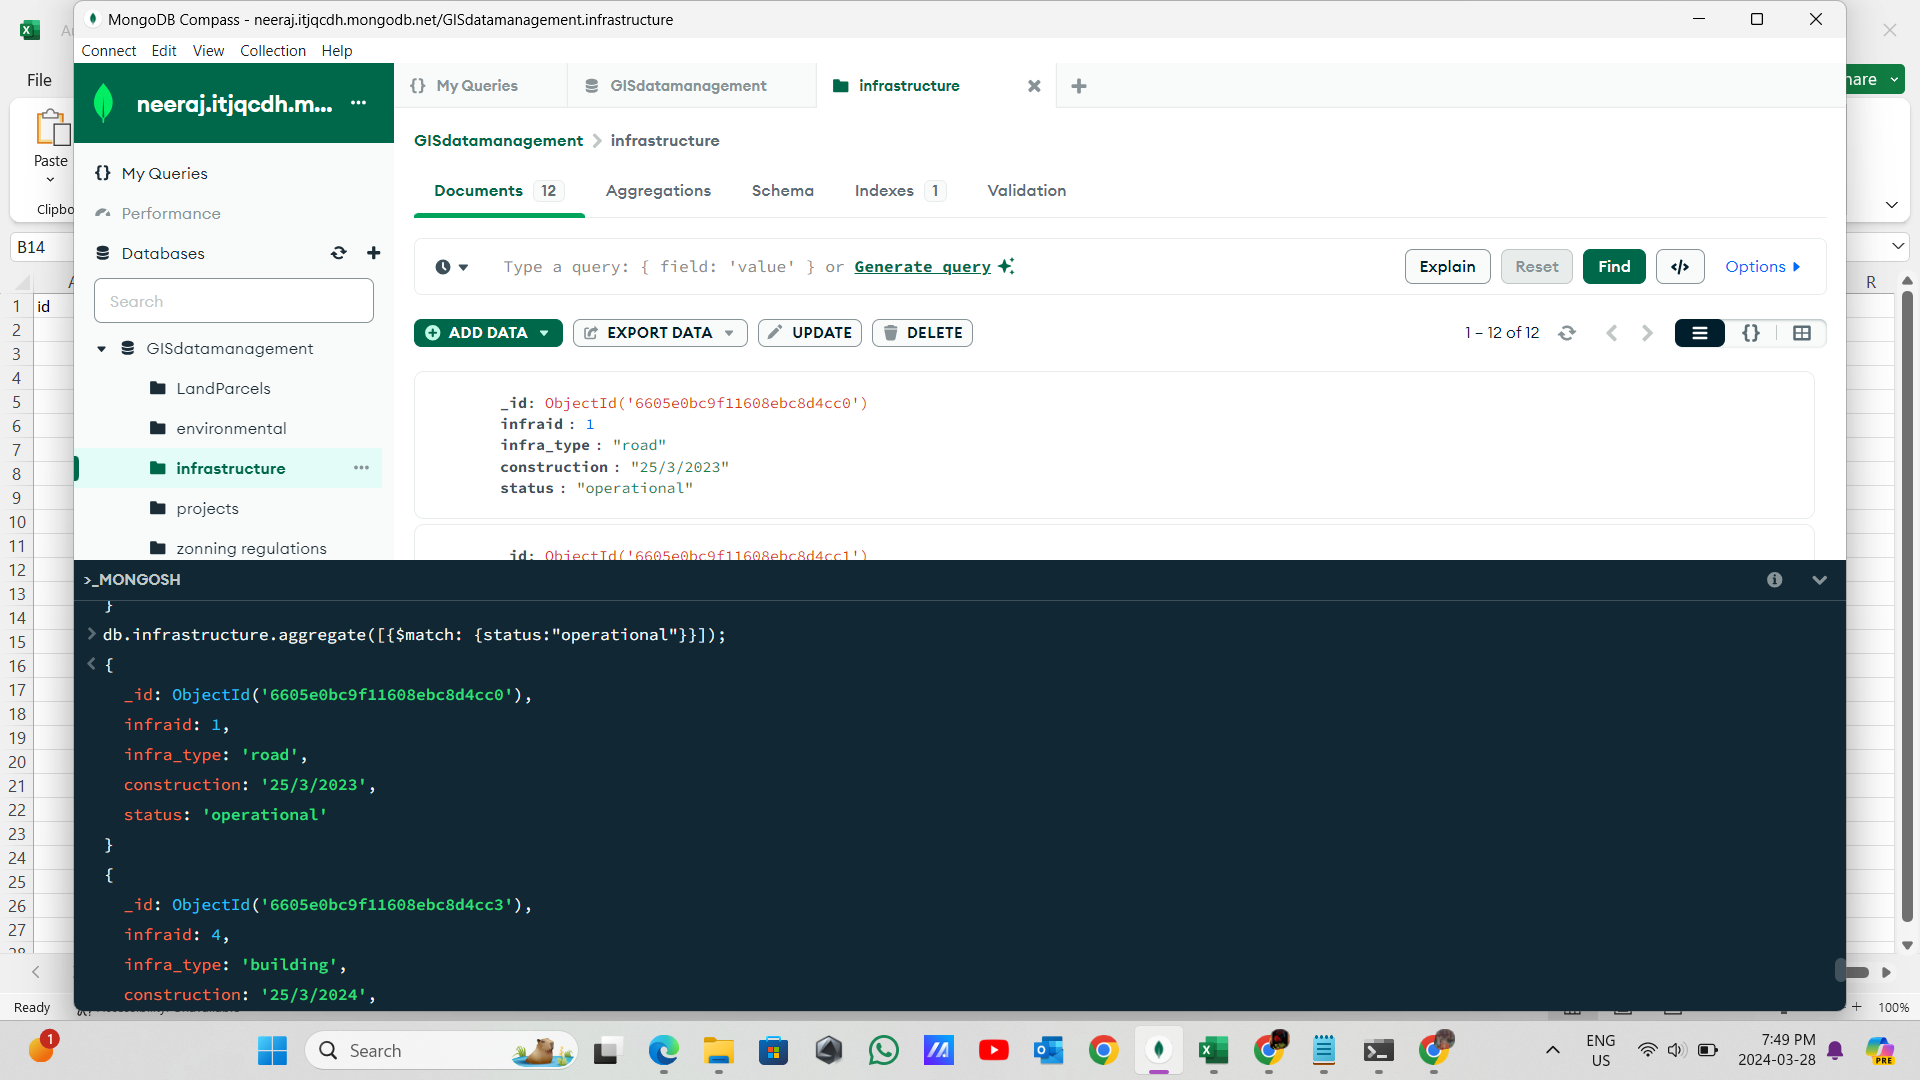 MongoDB Compass - neeraj.itjqcdh.mongodb.net/GISdatamanagement.infrastructure
Connect Edit View Collection Help
File
hare
Paste
Clipbo
B14
A
R
id
1
2
3
4
5
6
7
8
9
10
11
12
13
14
15
16
17
18
19
20
21
22
23
24
25
26
27
28
neeraj.itjqcdh.m... ...
My Queries
Performance
Databases
Search
GISdatamanagement
LandParcels
environmental
infrastructure ...
projects
zonning regulations
{} My Queries GISdatamanagement infrastructure
GISdatamanagement > infrastructure
Documents 12 Aggregations Schema Indexes 1 Validation
Type a query: { field: 'value' } or Generate query
Explain Reset Find </> Options
ADD DATA EXPORT DATA UPDATE DELETE
1 – 12 of 12 {}
_id: ObjectId('6605e0bc9f11608ebc8d4cc0')
infraid : 1
infra_type : "road"
construction : "25/3/2023"
status : "operational"
_id: ObjectId('6605e0bc9f11608ebc8d4cc1')
>_MONGOSH
}
> db.infrastructure.aggregate([{$match: {status:"operational"}}]);
< {
_id: ObjectId('6605e0bc9f11608ebc8d4cc0'),
infraid: 1,
infra_type: 'road',
construction: '25/3/2023',
status: 'operational'
}
{
_id: ObjectId('6605e0bc9f11608ebc8d4cc3'),
infraid: 4,
infra_type: 'building',
construction: '25/3/2024',
Ready
100%
1
Search
ENG
US
7:49 PM
2024-03-28
PRE